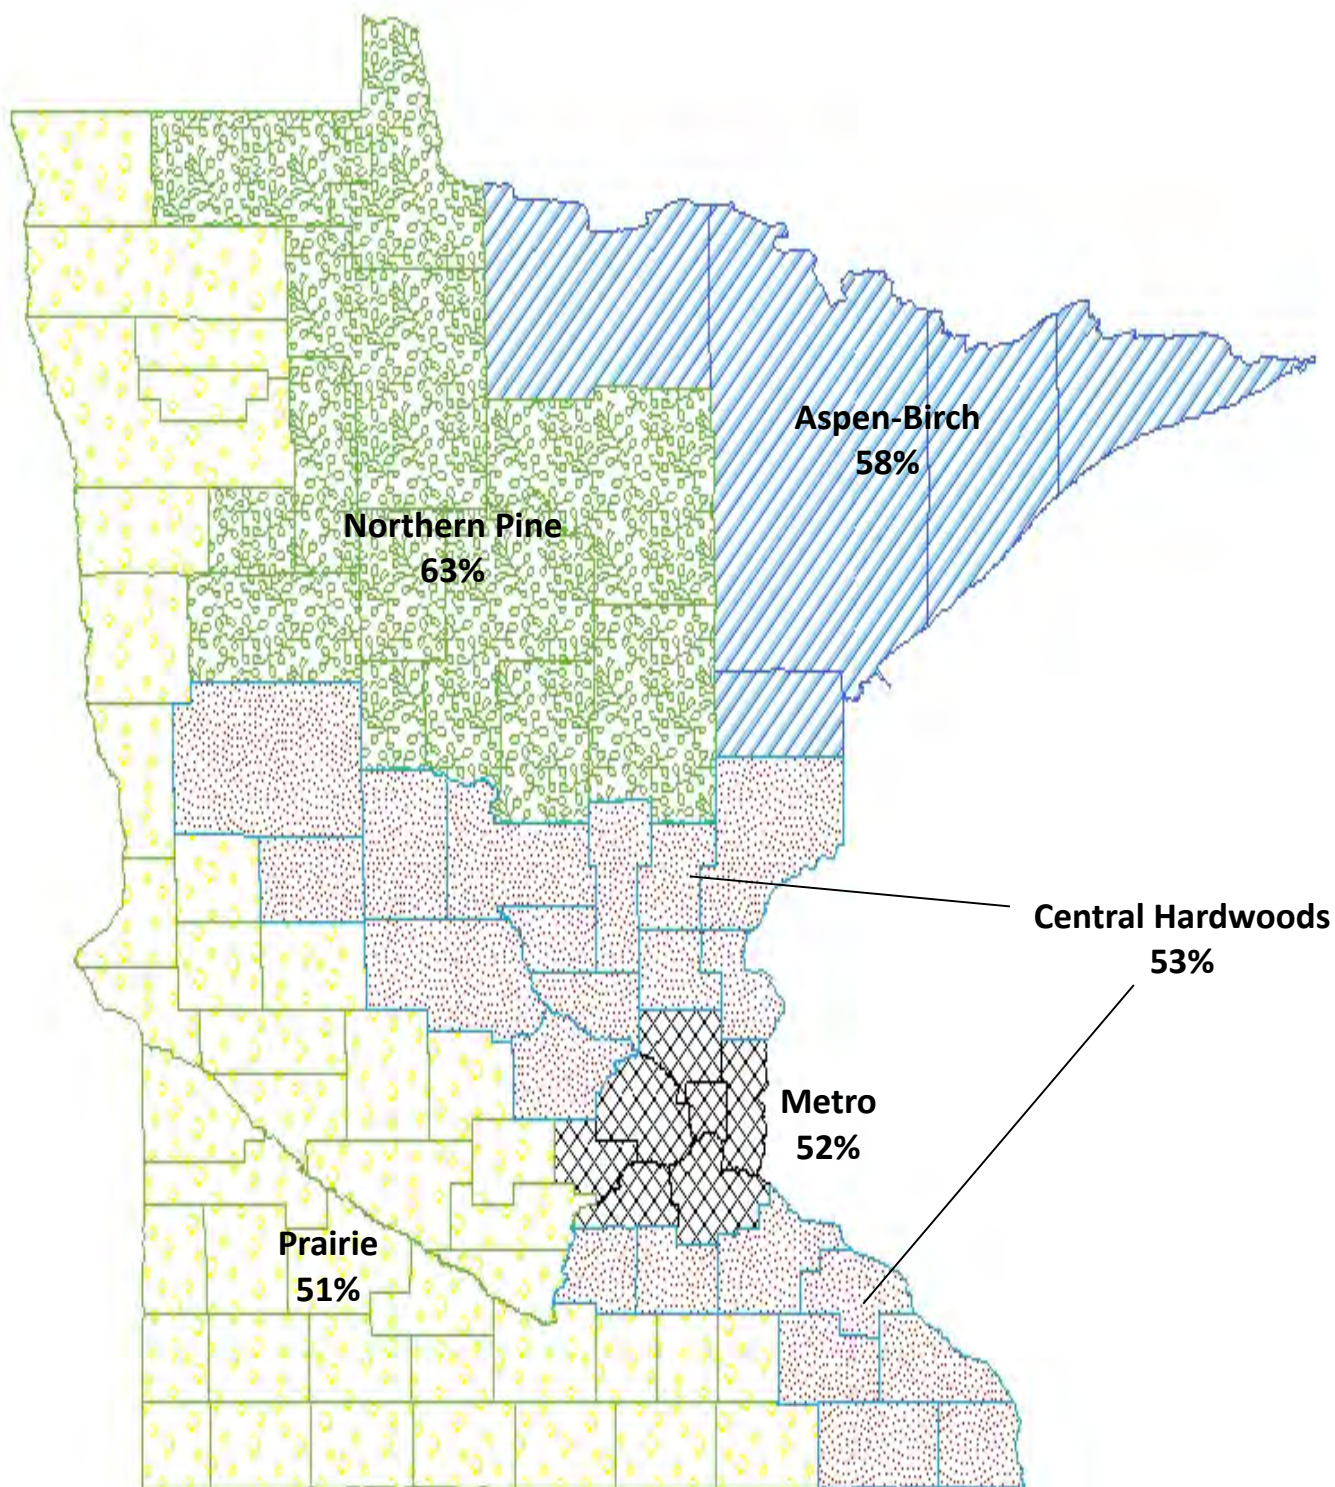 Aspen-Birch
58%
Northern Pine
63%
Central Hardwoods
53%
Metro
52%
Prairie
51%